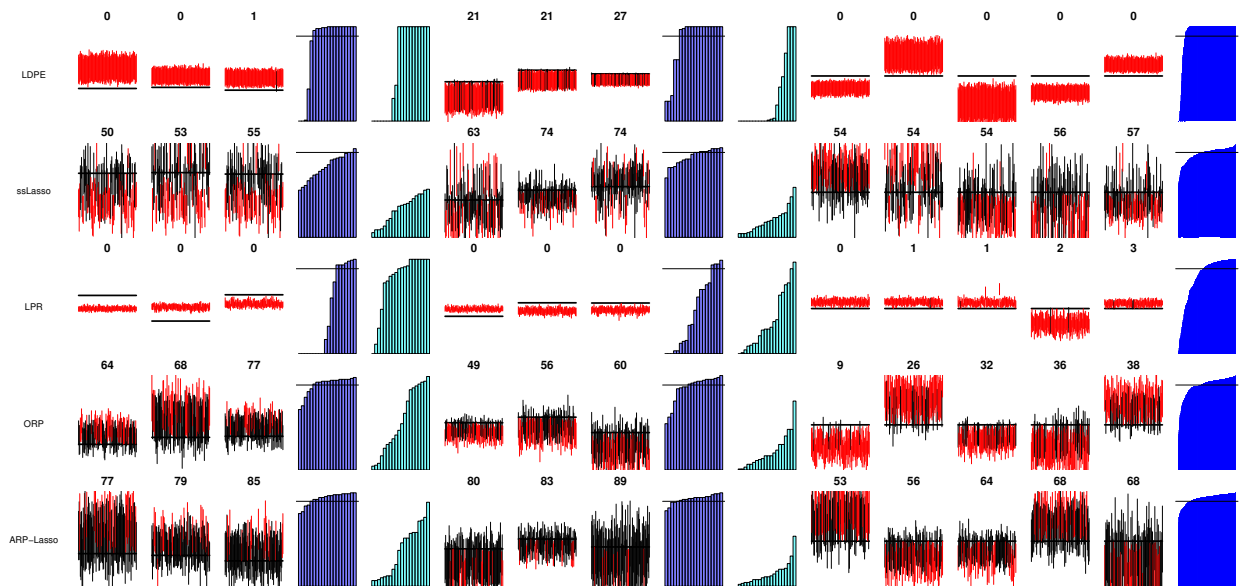 0 0 1 21 21 27 0 0 0 0 0
LDPE
50 53 55 63 74 74 54 54 54 56 57
ssLasso
0 0 0 0 0 0 0 1 1 2 3
LPR
64 68 77 49 56 60 9 26 32 36 38
ORP
77 79 85 80 83 89 53 56 64 68 68
ARP−Lasso